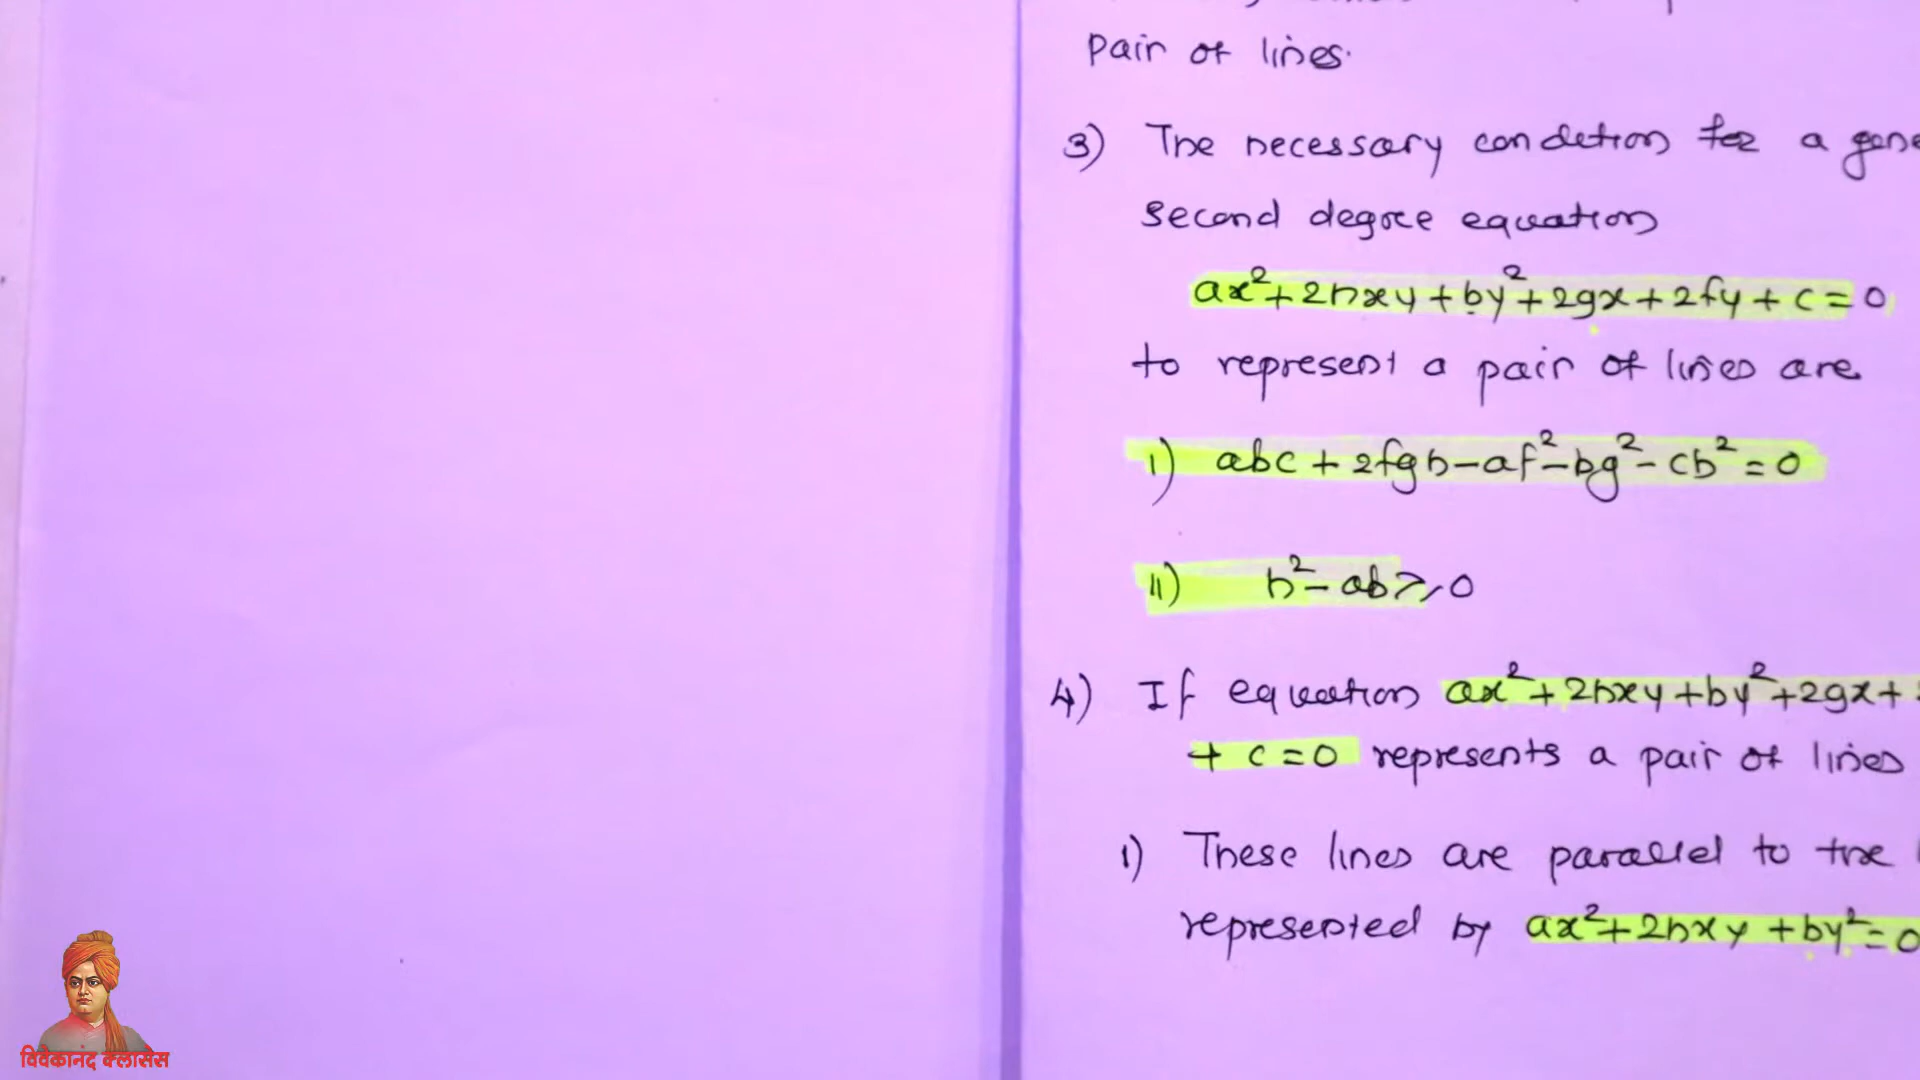 pair of lines.
3) The necessary condetion for a gene
second degree equation
ax²+2hxy+by²+2gx+2fy+c=0
to represent a pair of lines are
i) abc+2fgh-af²-bg²-ch²=0
ii) h²-ab⩾0
4) If equation ax²+2hxy+by²+2gx+
+c=0 represents a pair of lines
i) These lines are parallel to the
represented by ax²+2hxy+by²=0
विवेकानंद क्लासेस